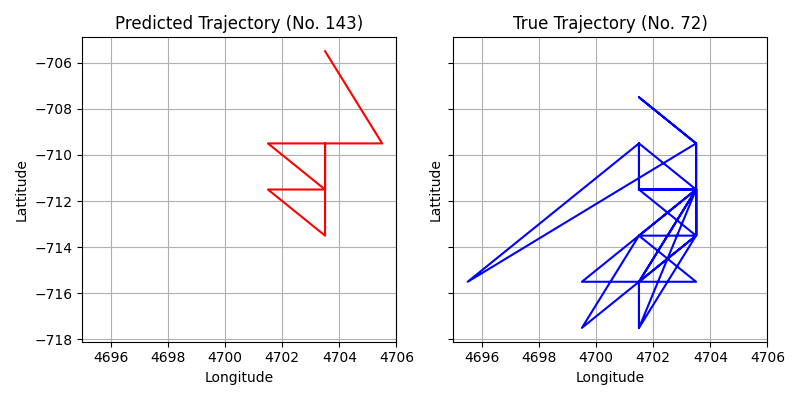 Predicted Trajectory (No. 143)
Lattitude
−706
−708
−710
−712
−714
−716
−718
4696 4698 4700 4702 4704 4706
Longitude
True Trajectory (No. 72)
Lattitude
4696 4698 4700 4702 4704 4706
Longitude